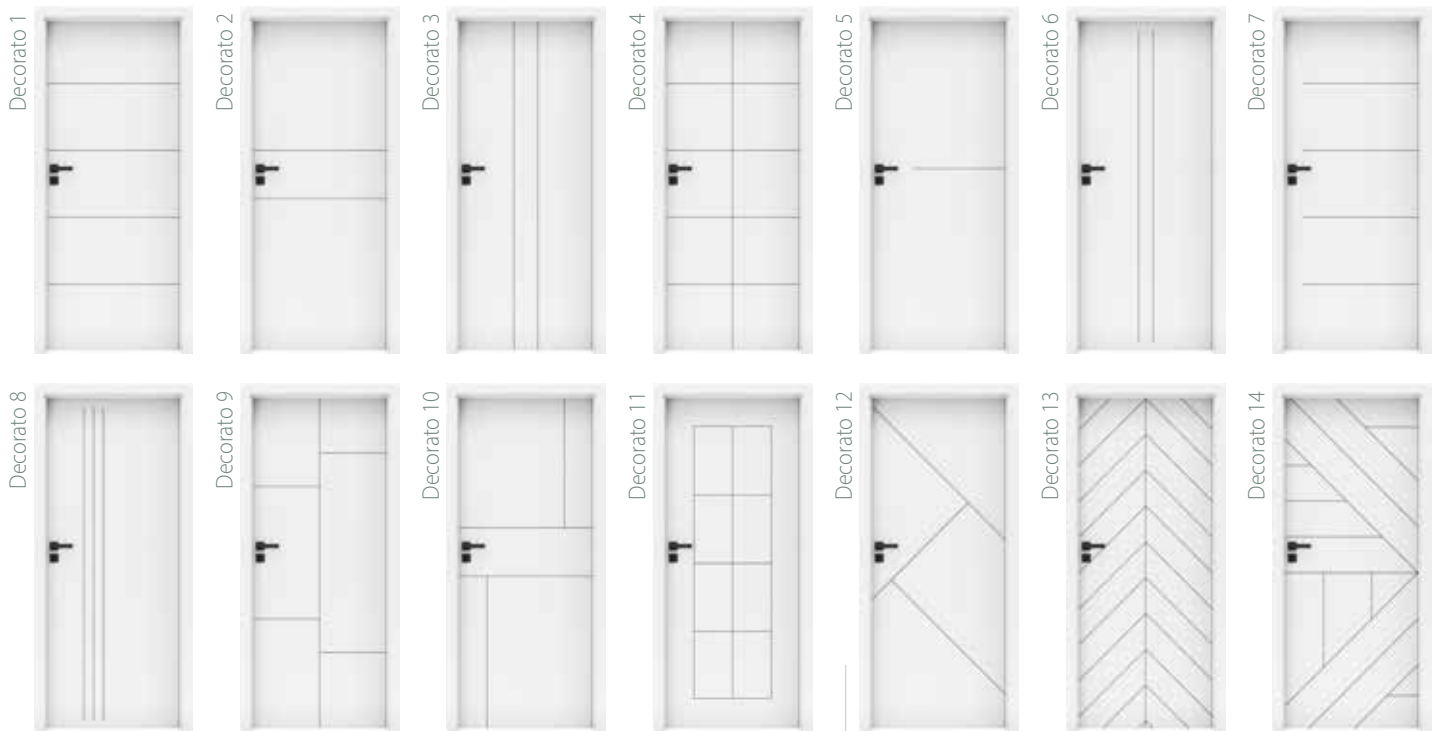 Decorato 1
Decorato 2
Decorato 3
Decorato 4
Decorato 5
Decorato 6
Decorato 7
Decorato 8
Decorato 9
Decorato 10
Decorato 11
Decorato 12
Decorato 13
Decorato 14